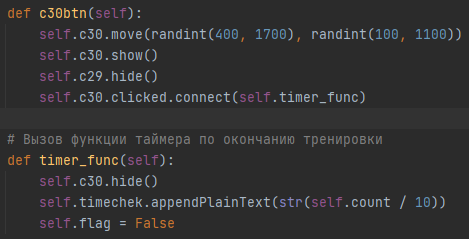 def c30btn(self):
    self.c30.move(randint(400, 1700), randint(100, 1100))
    self.c30.show()
    self.c29.hide()
    self.c30.clicked.connect(self.timer_func)

# Вызов функции таймера по окончанию тренировки
def timer_func(self):
    self.c30.hide()
    self.timechek.appendPlainText(str(self.count / 10))
    self.flag = False